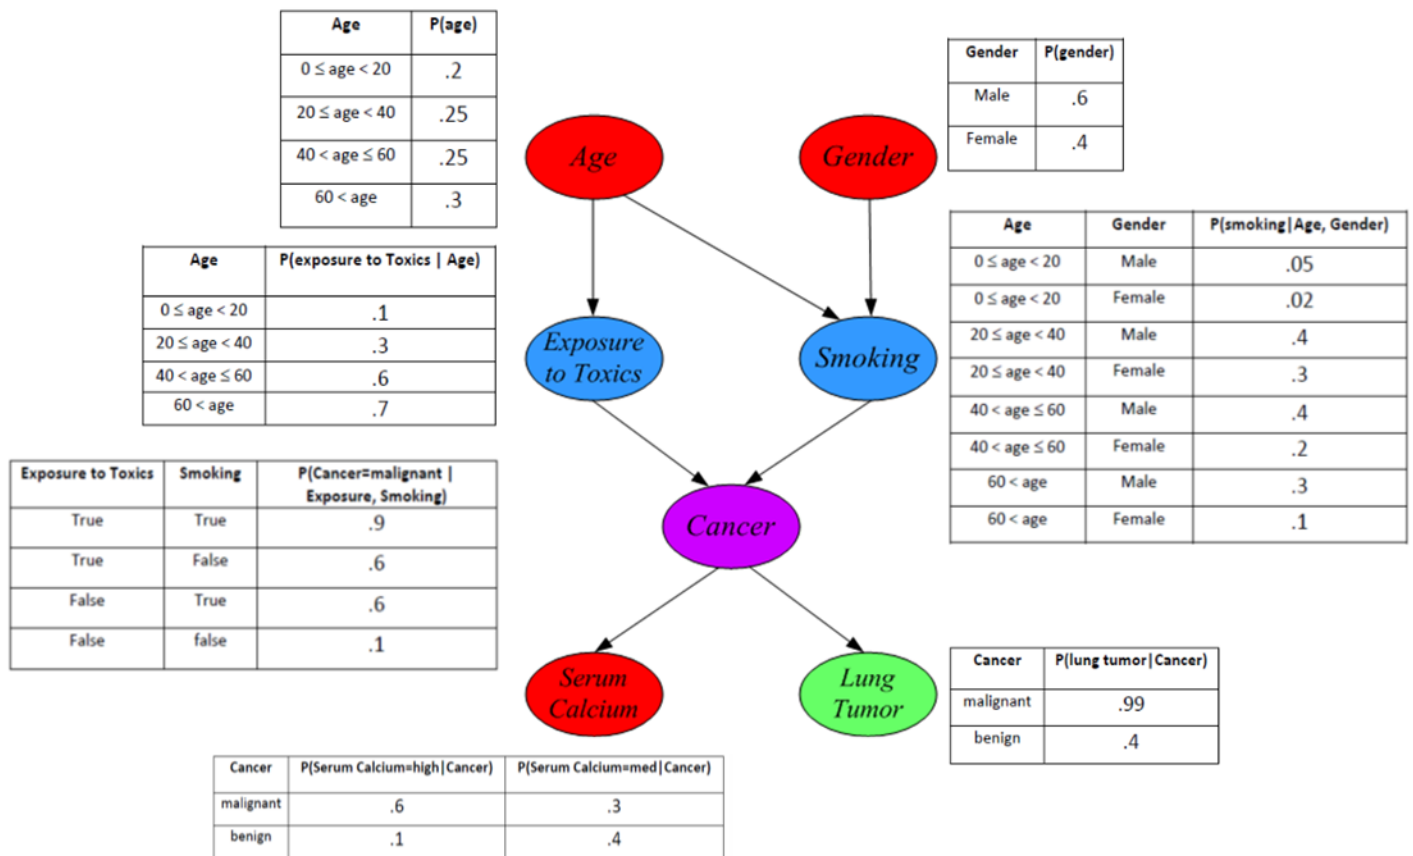 Age P(age)
0 ≤ age < 20 .2
20 ≤ age < 40 .25
40 < age ≤ 60 .25
60 < age .3
Gender P(gender)
Male .6
Female .4
Age
Gender
Age P(exposure to Toxics | Age)
0 ≤ age < 20 .1
20 ≤ age < 40 .3
40 < age ≤ 60 .6
60 < age .7
Age Gender P(smoking|Age, Gender)
0 ≤ age < 20 Male .05
0 ≤ age < 20 Female .02
20 ≤ age < 40 Male .4
20 ≤ age < 40 Female .3
40 < age ≤ 60 Male .4
40 < age ≤ 60 Female .2
60 < age Male .3
60 < age Female .1
Exposure
to Toxics
Smoking
Exposure to Toxics Smoking P(Cancer=malignant |
Exposure, Smoking)
True True .9
True False .6
False True .6
False false .1
Cancer
Serum
Calcium
Lung
Tumor
Cancer P(lung tumor|Cancer)
malignant .99
benign .4
Cancer P(Serum Calcium=high|Cancer) P(Serum Calcium=med|Cancer)
malignant .6 .3
benign .1 .4